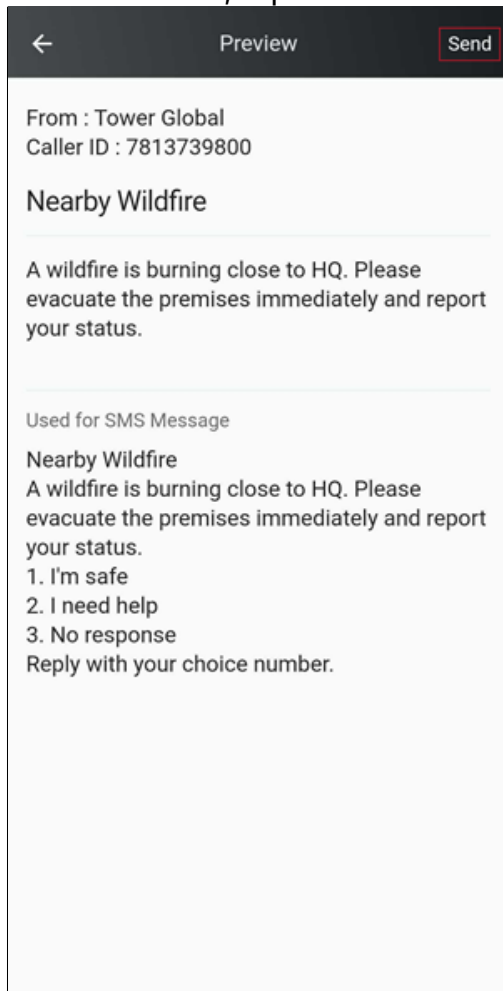 Preview
Send
From : Tower Global
Caller ID : 7813739800
Nearby Wildfire
A wildfire is burning close to HQ. Please
evacuate the premises immediately and report
your status.
Used for SMS Message
Nearby Wildfire
A wildfire is burning close to HQ. Please
evacuate the premises immediately and report
your status.
1. I'm safe
2. I need help
3. No response
Reply with your choice number.